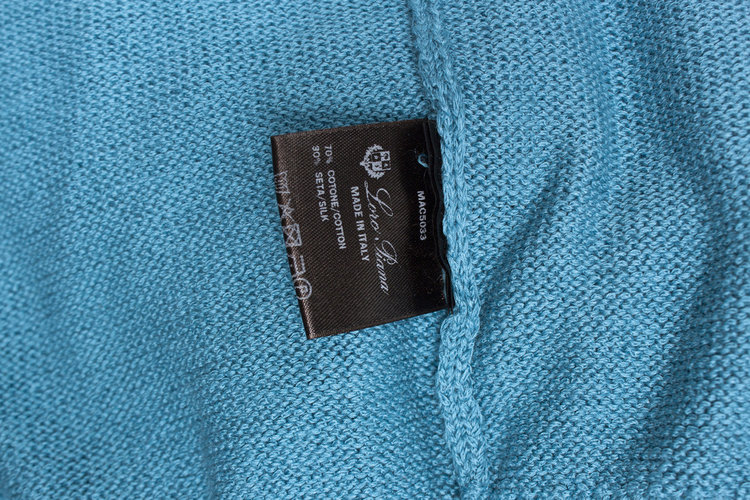 MAC5033
Loro Piana
MADE IN ITALY
70% COTONE/COTTON
30% SETA/SILK